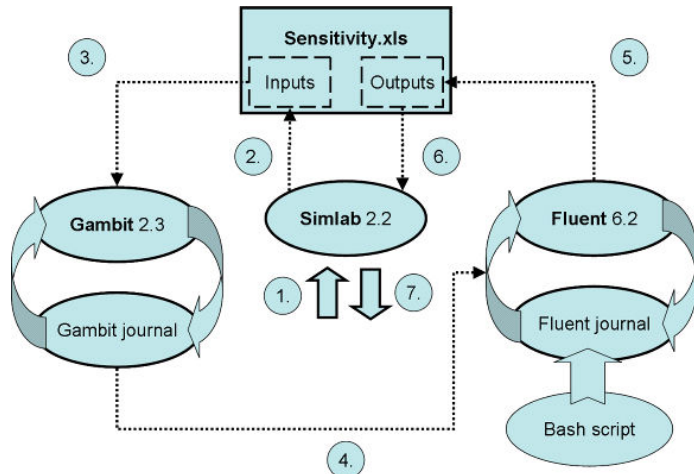 Sensitivity.xls
3.
5.
Inputs
Outputs
2.
6.
Gambit 2.3
Simlab 2.2
Fluent 6.2
1.
7.
Gambit journal
Fluent journal
Bash script
4.